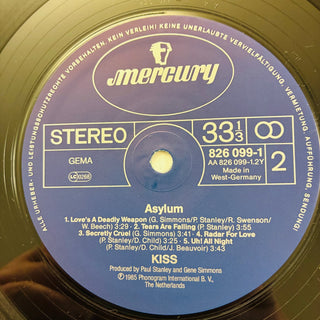 ALLE URHEBER- UND LEISTUNGSSCHUTZRECHTE VORBEHALTEN. KEIN VERLEIH! KEINE UNERLAUBTE VERVIELFÄLTIGUNG, VERMIETUNG, AUFFÜHRUNG, SENDUNG!
mercury
STEREO
33 1/3
GEMA
826 099-1
AA 826 099-1.2Y
2
LC 0268
Made in
West-Germany
Asylum
1. Love's A Deadly Weapon (G. Simmons/P. Stanley/R. Swenson/
W. Beech) 3:29 2. Tears Are Falling (P. Stanley) 3:55
3. Secretly Cruel (G. Simmons) 3:41 4. Radar For Love
(P. Stanley/D. Child) 3:25 5. Uh! All Night
(P. Stanley/D. Child/J. Beauvoir) 3:43
KISS
Produced by Paul Stanley and Gene Simmons
℗ 1985 Phonogram International B. V.,
The Netherlands